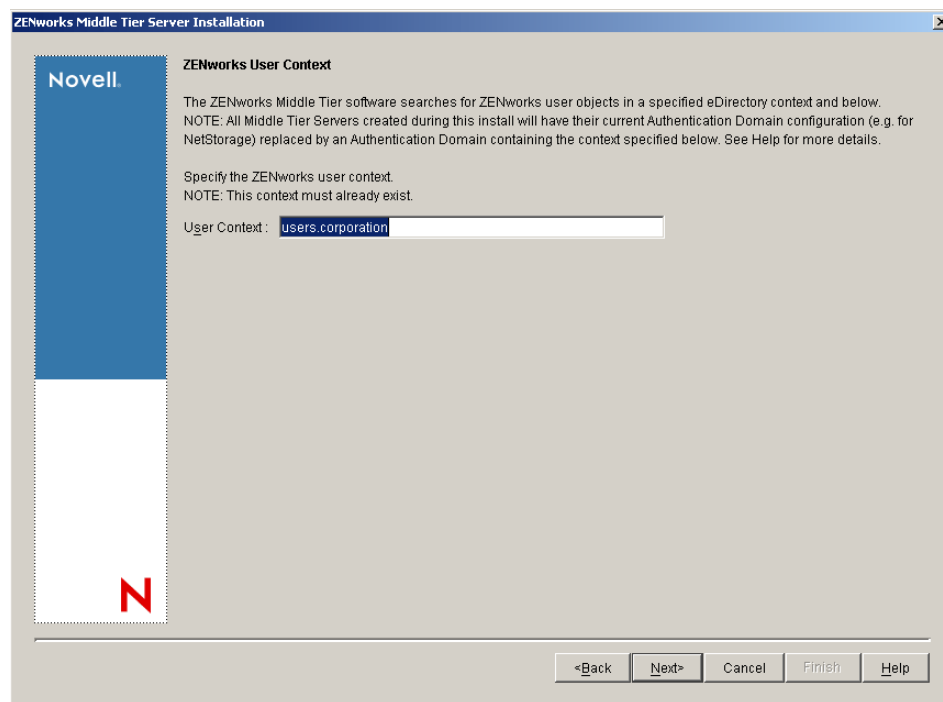 ZENworks Middle Tier Server Installation
Novell.
ZENworks User Context
The ZENworks Middle Tier software searches for ZENworks user objects in a specified eDirectory context and below.
NOTE: All Middle Tier Servers created during this install will have their current Authentication Domain configuration (e.g. for
NetStorage) replaced by an Authentication Domain containing the context specified below. See Help for more details.
Specify the ZENworks user context.
NOTE: This context must already exist.
User Context : users.corporation
N
<Back Next> Cancel Finish Help